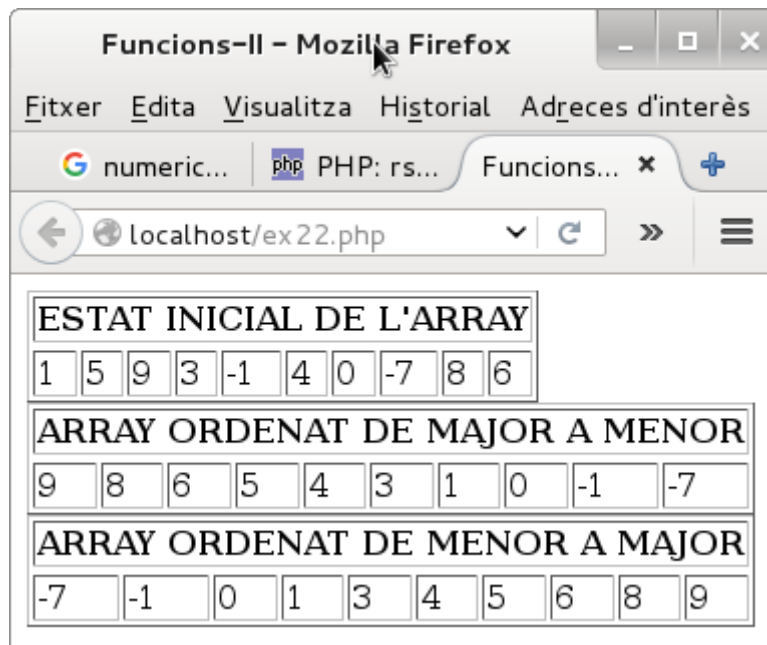 Funcions-II - Mozilla Firefox
Fitxer Edita Visualitza Historial Adreces d'interès
numeric... php PHP: rs... Funcions...
localhost/ex22.php
ESTAT INICIAL DE L'ARRAY
1 5 9 3 -1 4 0 -7 8 6
ARRAY ORDENAT DE MAJOR A MENOR
9 8 6 5 4 3 1 0 -1 -7
ARRAY ORDENAT DE MENOR A MAJOR
-7 -1 0 1 3 4 5 6 8 9